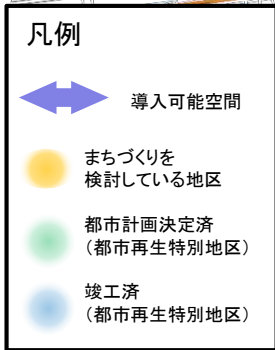 凡例
導入可能空間
まちづくりを
検討している地区
都市計画決定済
（都市再生特別地区）
竣工済
（都市再生特別地区）